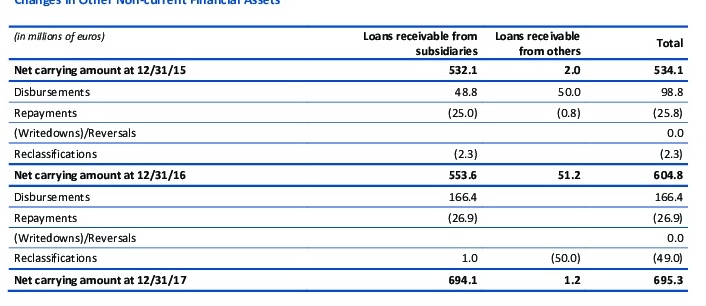 Changes in Other Non-current Financial Assets
(in millions of euros) Loans receivable from subsidiaries Loans receivable from others Total
Net carrying amount at 12/31/15 532.1 2.0 534.1
Disbursements 48.8 50.0 98.8
Repayments (25.0) (0.8) (25.8)
(Writedowns)/Reversals 0.0
Reclassifications (2.3) (2.3)
Net carrying amount at 12/31/16 553.6 51.2 604.8
Disbursements 166.4 166.4
Repayments (26.9) (26.9)
(Writedowns)/Reversals 0.0
Reclassifications 1.0 (50.0) (49.0)
Net carrying amount at 12/31/17 694.1 1.2 695.3